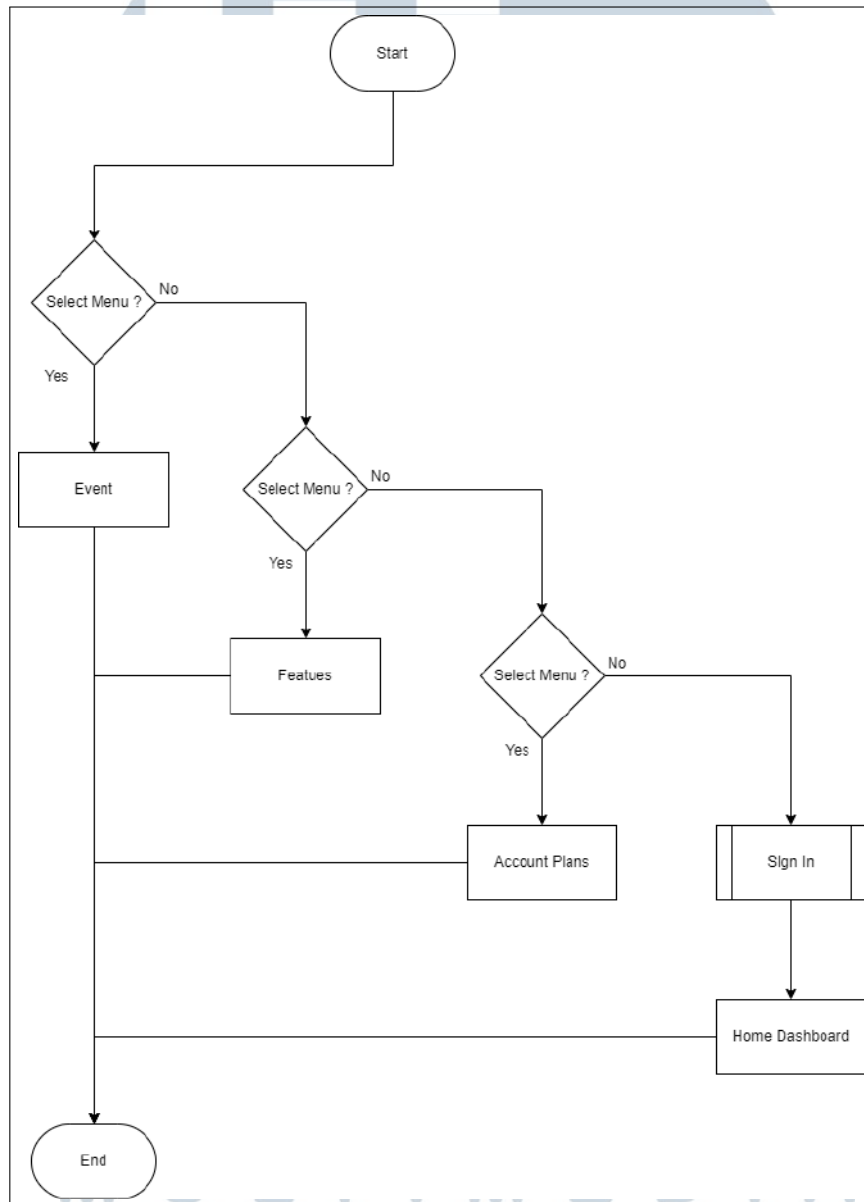 Start
Select Menu ?
No
Yes
Event
Select Menu ?
No
Yes
Featues
Select Menu ?
No
Yes
Account Plans
SIgn In
Home Dashboard
End